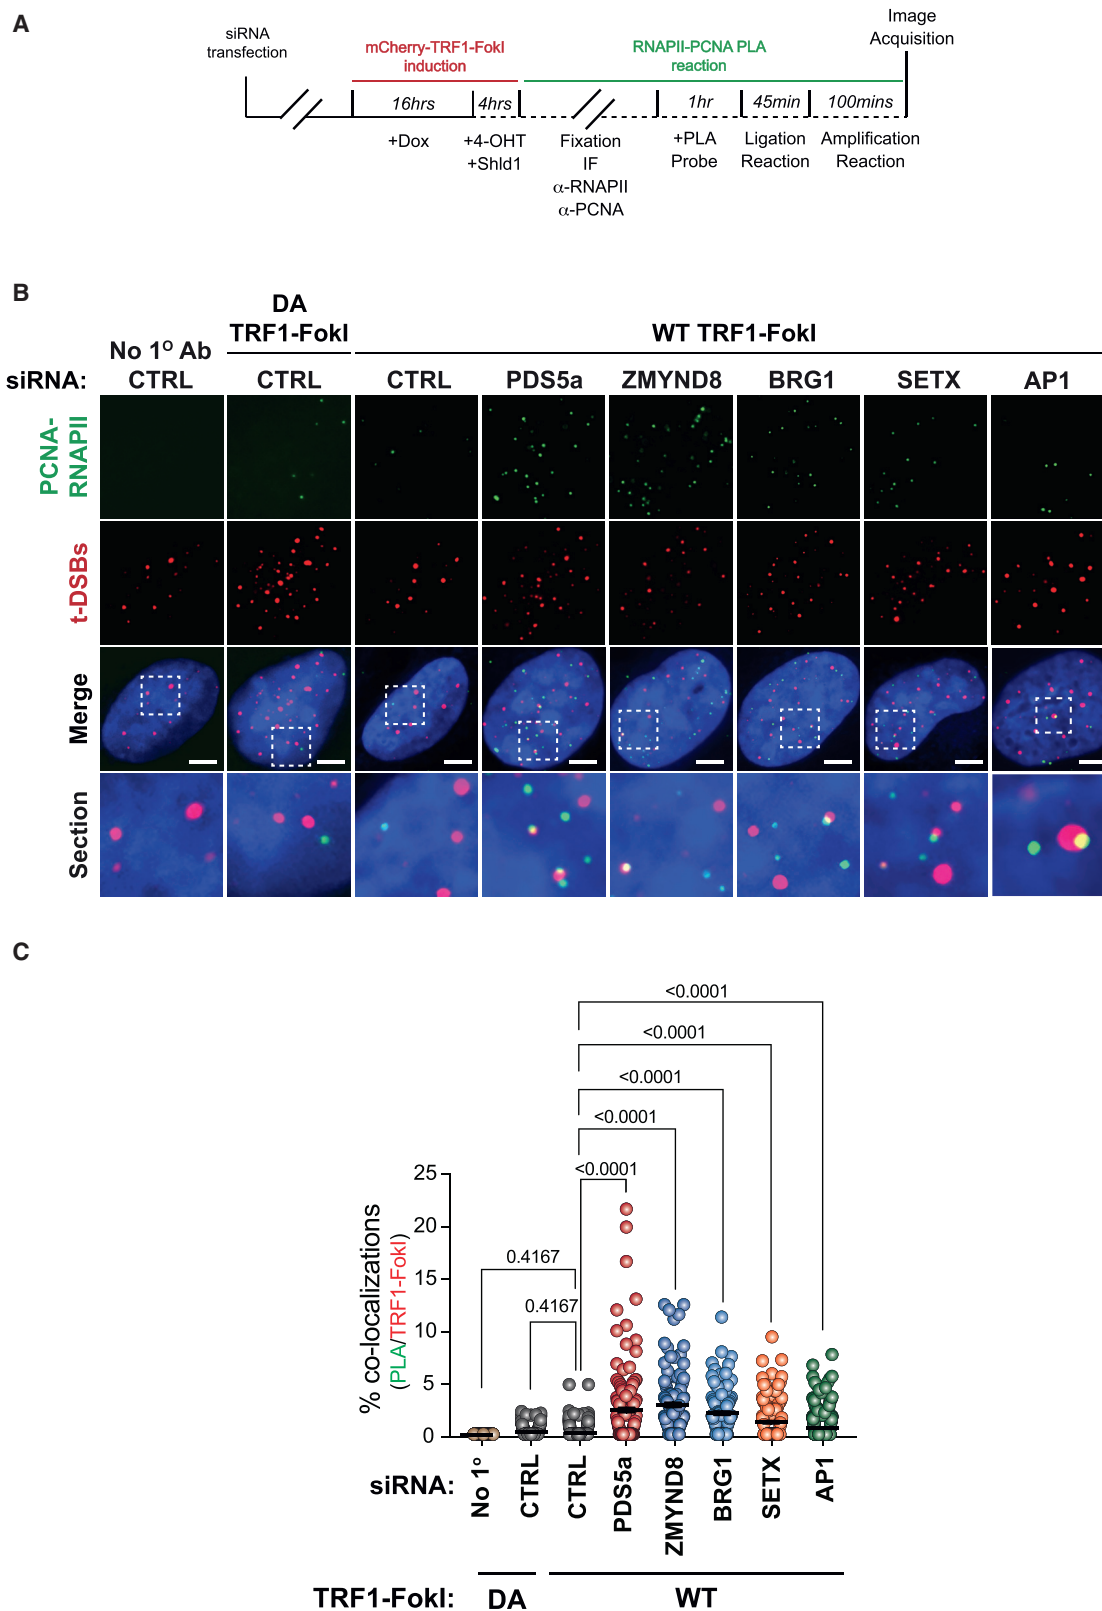 A
siRNA
transfection
mCherry-TRF1-FokI
induction
RNAPII-PCNA PLA
reaction
Image
Acquisition
16hrs
4hrs
1hr
45min
100mins
+Dox
+4-OHT
+Shld1
Fixation
IF
α-RNAPII
α-PCNA
+PLA
Probe
Ligation
Reaction
Amplification
Reaction
B
No 1º Ab
DA
TRF1-FokI
WT TRF1-FokI
siRNA: CTRL CTRL CTRL PDS5a ZMYND8 BRG1 SETX AP1
PCNA-
RNAPII
t-DSBs
Merge
Section
C
<0.0001
<0.0001
<0.0001
<0.0001
<0.0001
0.4167
0.4167
% co-localizations
(PLA/TRF1-FokI)
25
20
15
10
5
0
siRNA: No 1º CTRL CTRL PDS5a ZMYND8 BRG1 SETX AP1
TRF1-FokI: DA WT